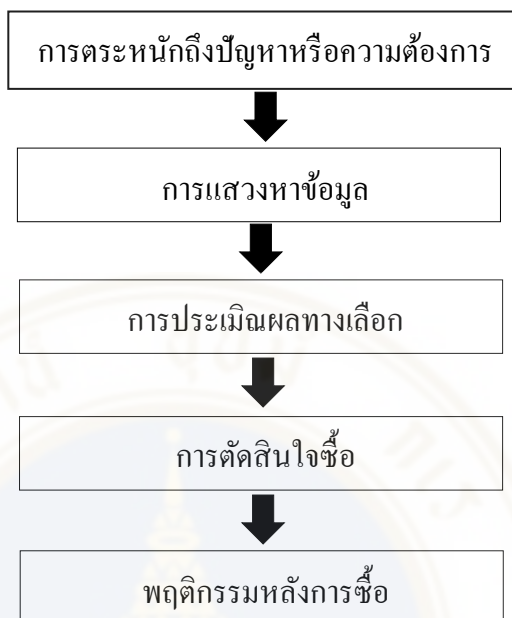 การตระหนักถึงปัญหาหรือความต้องการ
การแสวงหาข้อมูล
การประเมิณผลทางเลือก
การตัดสินใจซื้อ
พฤติกรรมหลังการซื้อ